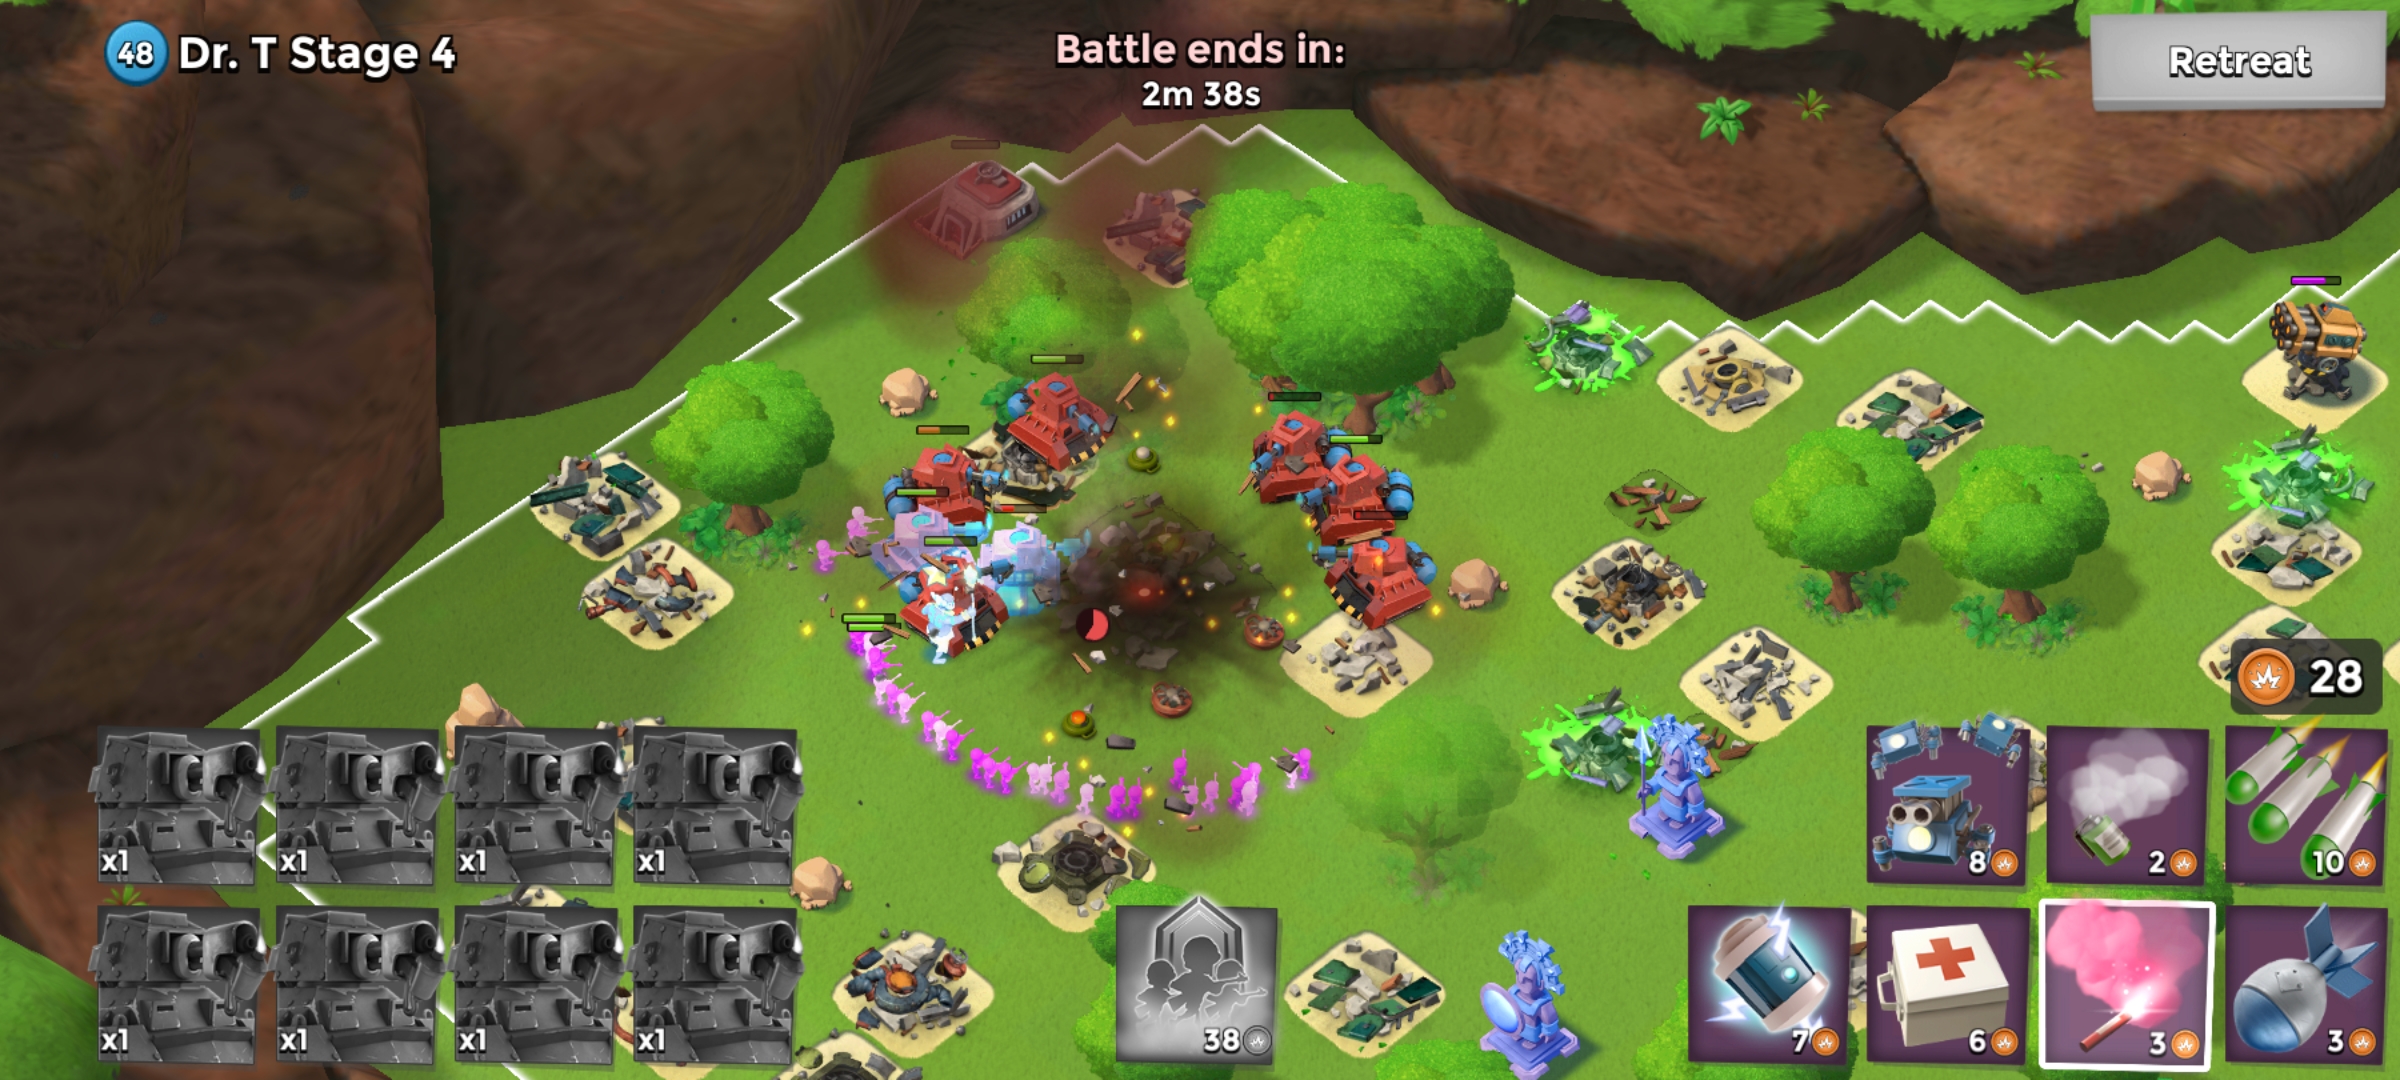 48 Dr. T Stage 4
Battle ends in:
2m 38s
Retreat
28
x1 x1 x1 x1
8 2 10
x1 x1 x1 x1
38 7 6 3 3